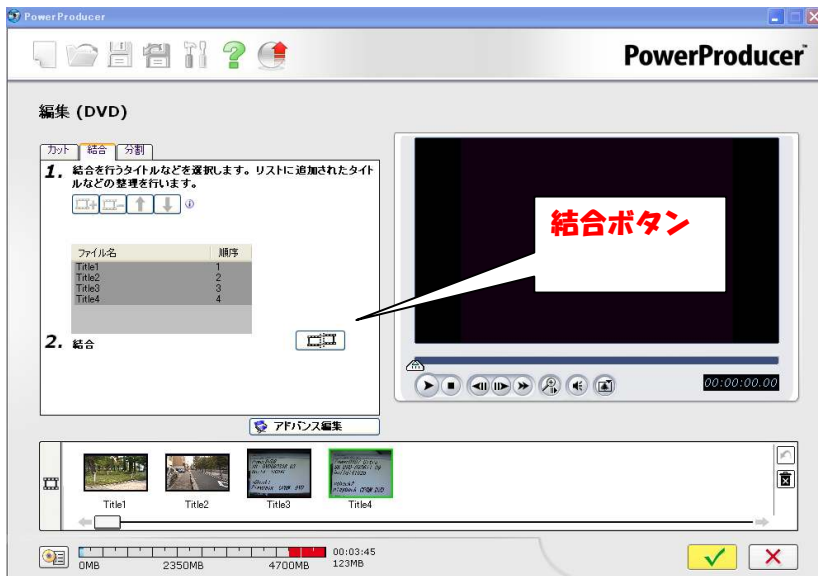 PowerProducer
PowerProducer
編集 (DVD)
カット 結合 分割
1. 結合を行うタイトルなどを選択します。リストに追加されたタイト
ルなどの整理を行います。
結合ボタン
ファイル名 順序
Title1 1
Title2 2
Title3 3
Title4 4
2. 結合
00:00:00.00
アドバンス編集
Title1 Title2 Title3 Title4
00:03:45
0MB 2350MB 4700MB 123MB